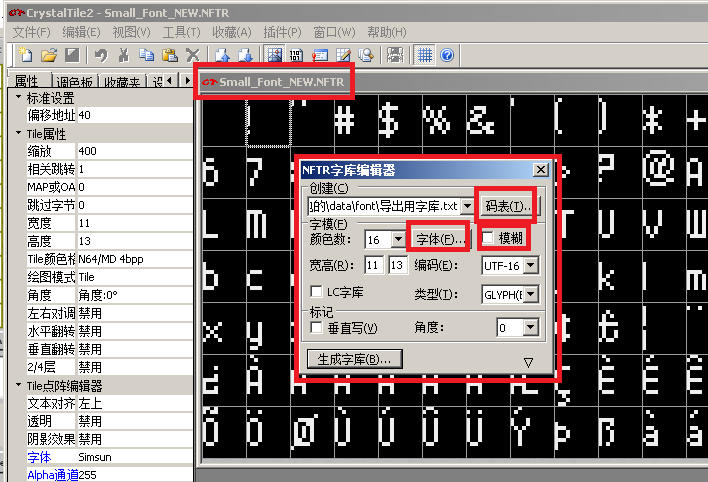 CrystalTile2 - Small_Font_NEW.NFTR
文件(F) 编辑(E) 视图(V) 工具(T) 收藏(A) 插件(P) 窗口(W) 帮助(H)
属性 调色板 收藏夹
标准设置
偏移地址 40
Tile属性
缩放 400
相关跳转 1
MAP或OA 0
跳过字节 0
宽度 11
高度 13
Tile颜色格 N64/MD 4bpp
绘图模式 Tile
角度 角度:0°
左右对调 禁用
水平翻转 禁用
垂直翻转 禁用
2/4层 禁用
Tile点阵编辑器
文本对齐 左上
透明 禁用
阴影效果 禁用
字体 Simsun
Alpha通道 255
Small_Font_NEW.NFTR
! " # $ % & ' ( ) * +
6 7 ? @ A
L M
b c
x y
À
Õ Ö Ø Ù Ú Û Ü Ý Þ ß à á
NFTR字库编辑器
创建(C)
的\data\font\导出用字库.txt 码表(T)...
字模(F)
颜色数: 16 字体(F)... 模糊
宽高(R): 11 13 编码(E): UTF-16
LC字库 类型(T): GLYPH(
标记
垂直写(V) 角度: 0
生成字库(B)...